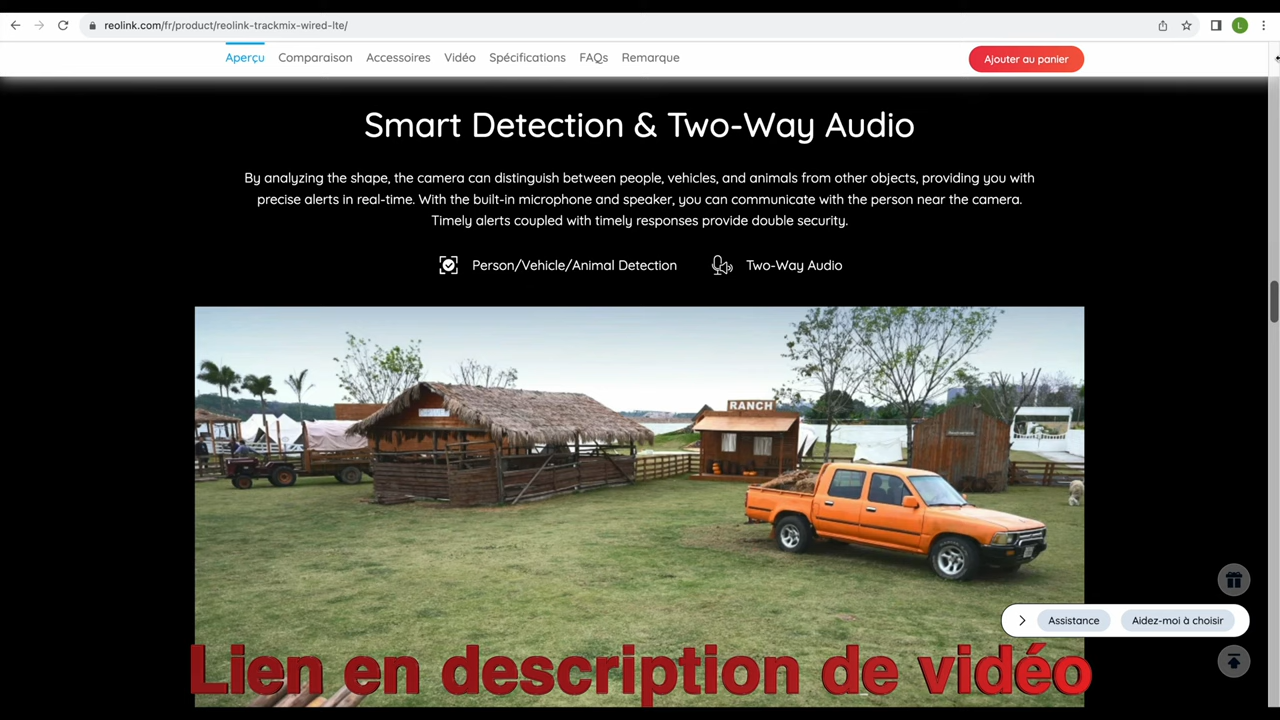 reolink.com/fr/product/reolink-trackmix-wired-lte/
L
Aperçu Comparaison Accessoires Vidéo Spécifications FAQs Remarque
Ajouter au panier
Smart Detection & Two-Way Audio
By analyzing the shape, the camera can distinguish between people, vehicles, and animals from other objects, providing you with
precise alerts in real-time. With the built-in microphone and speaker, you can communicate with the person near the camera.
Timely alerts coupled with timely responses provide double security.
Person/Vehicle/Animal Detection
Two-Way Audio
RANCH
Assistance
Aidez-moi à choisir
Lien en description de vidéo